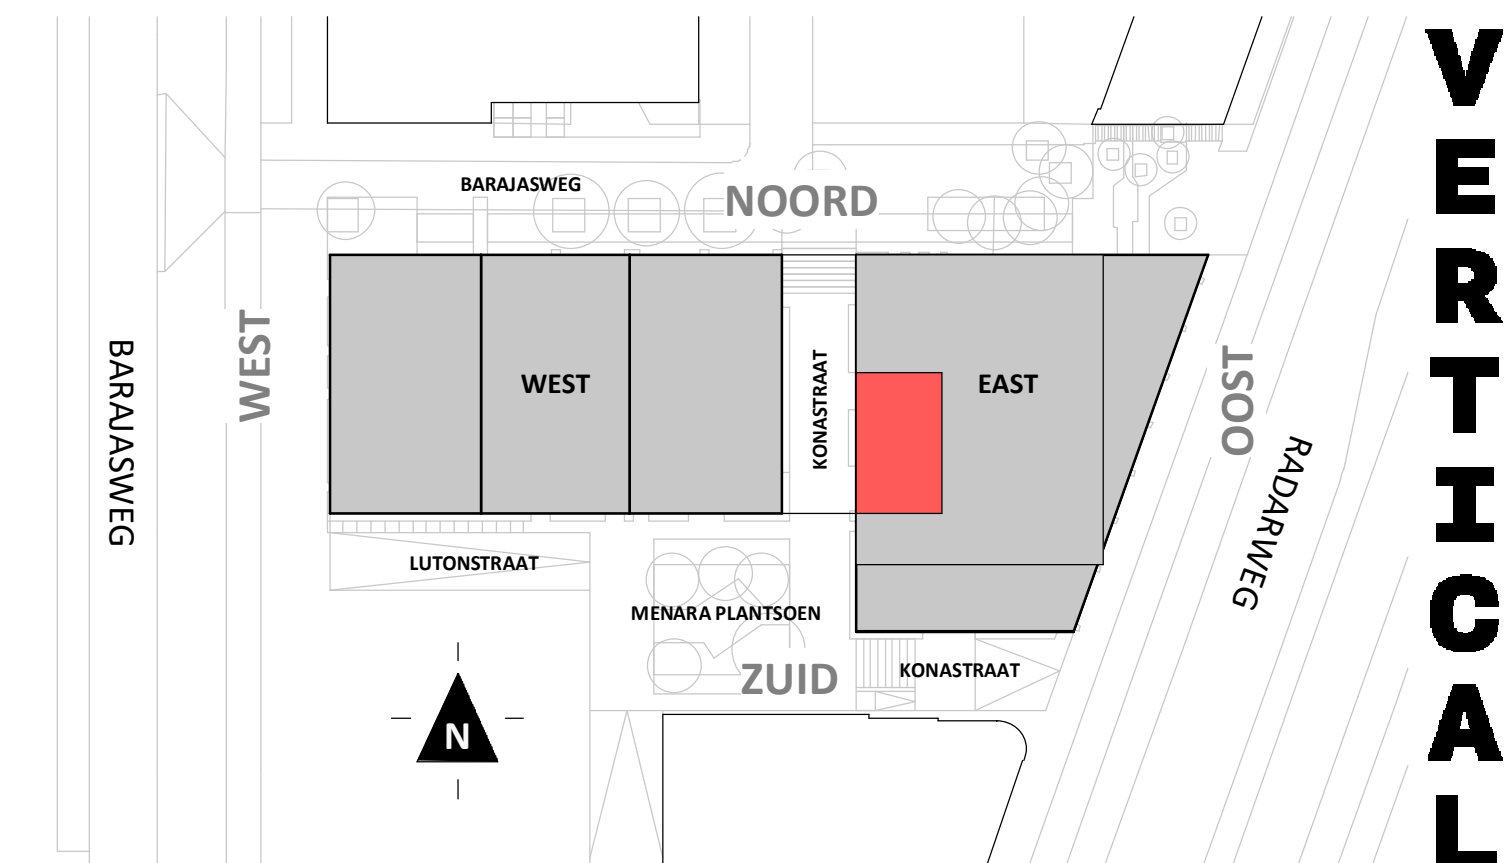 BARAJASWEG
NOORD
WEST
BARAJASWEG
WEST
KONASTRAAT
EAST
OOST
RADARWEG
LUTONSTRAAT
MENARA PLANTSOEN
ZUID
KONASTRAAT
N
VERTICAL